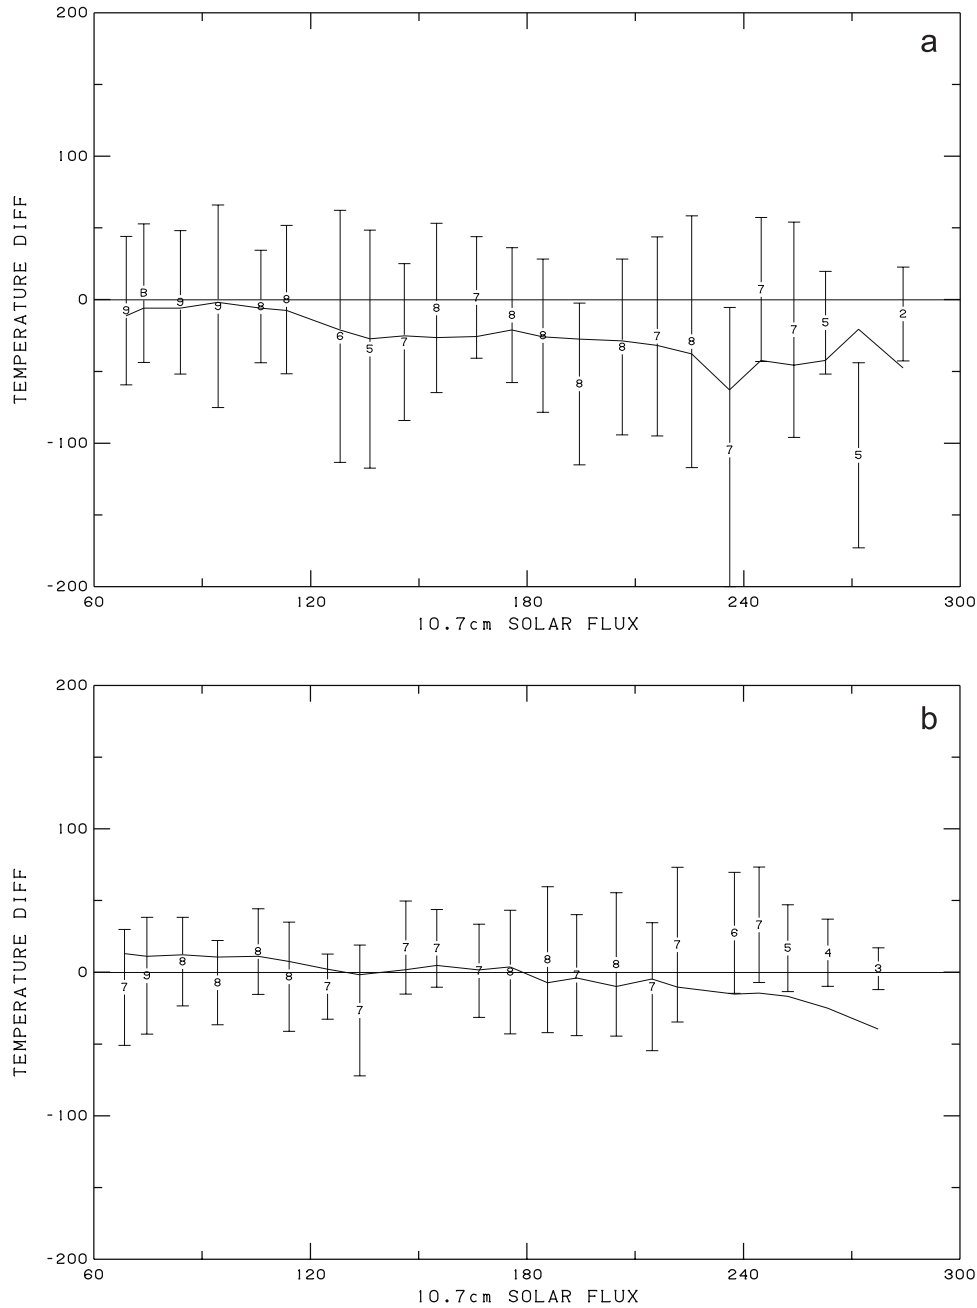 200
a
100
TEMPERATURE DIFF
0
-100
-200
9 B 9 9 8 8 6 5 7 8 7 8 8 8 8 7 8 7 7 7 5 5 2
60 120 180 240 300
10.7cm SOLAR FLUX
200
b
100
TEMPERATURE DIFF
0
-100
-200
7 9 8 8 8 8 7 7 7 7 7 8 8 7 8 7 7 6 7 5 4 3
60 120 180 240 300
10.7cm SOLAR FLUX